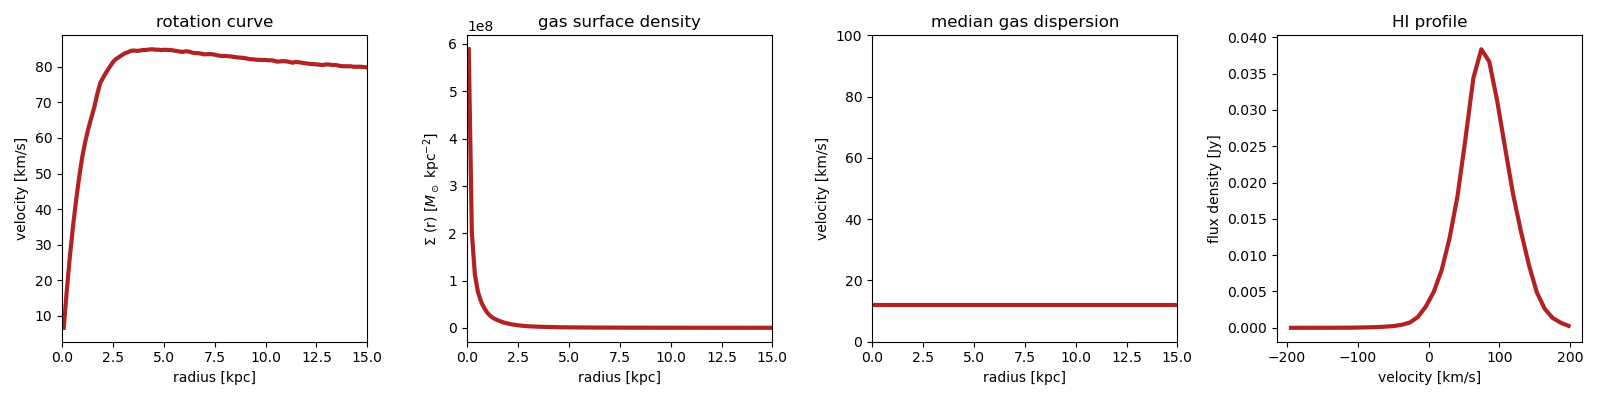 rotation curve
velocity [km/s]
80
70
60
50
40
30
20
10
0.0 2.5 5.0 7.5 10.0 12.5 15.0
radius [kpc]
gas surface density
1e8
Σ (r) [M⊙ kpc⁻²]
6
5
4
3
2
1
0
0.0 2.5 5.0 7.5 10.0 12.5 15.0
radius [kpc]
median gas dispersion
velocity [km/s]
100
80
60
40
20
0
0.0 2.5 5.0 7.5 10.0 12.5 15.0
radius [kpc]
HI profile
flux density [Jy]
0.040
0.035
0.030
0.025
0.020
0.015
0.010
0.005
0.000
−200 −100 0 100 200
velocity [km/s]